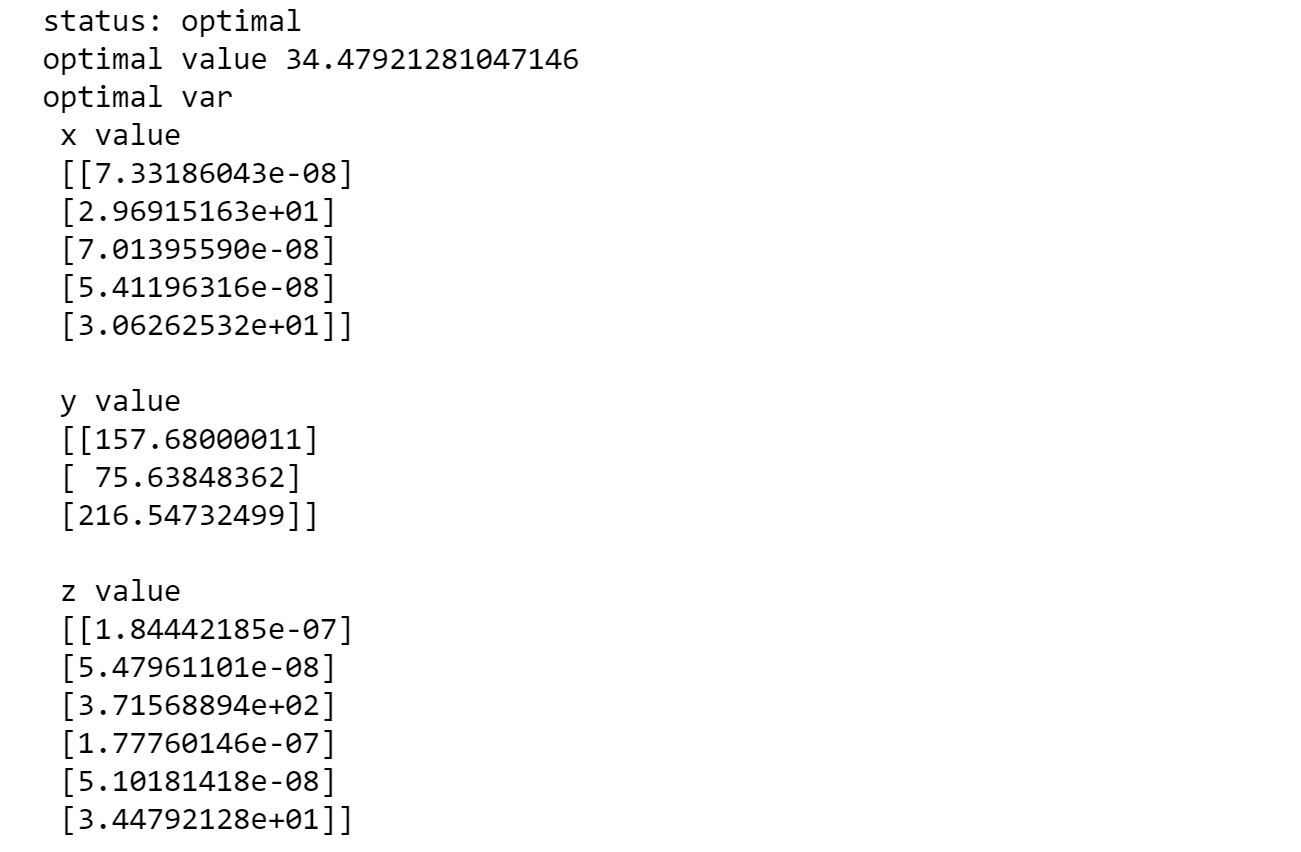 status: optimal
optimal value 34.47921281047146
optimal var
x value
[[7.33186043e-08]
[2.96915163e+01]
[7.01395590e-08]
[5.41196316e-08]
[3.06262532e+01]]
y value
[[157.68000011]
[ 75.63848362]
[216.54732499]]
z value
[[1.84442185e-07]
[5.47961101e-08]
[3.71568894e+02]
[1.77760146e-07]
[5.10181418e-08]
[3.44792128e+01]]